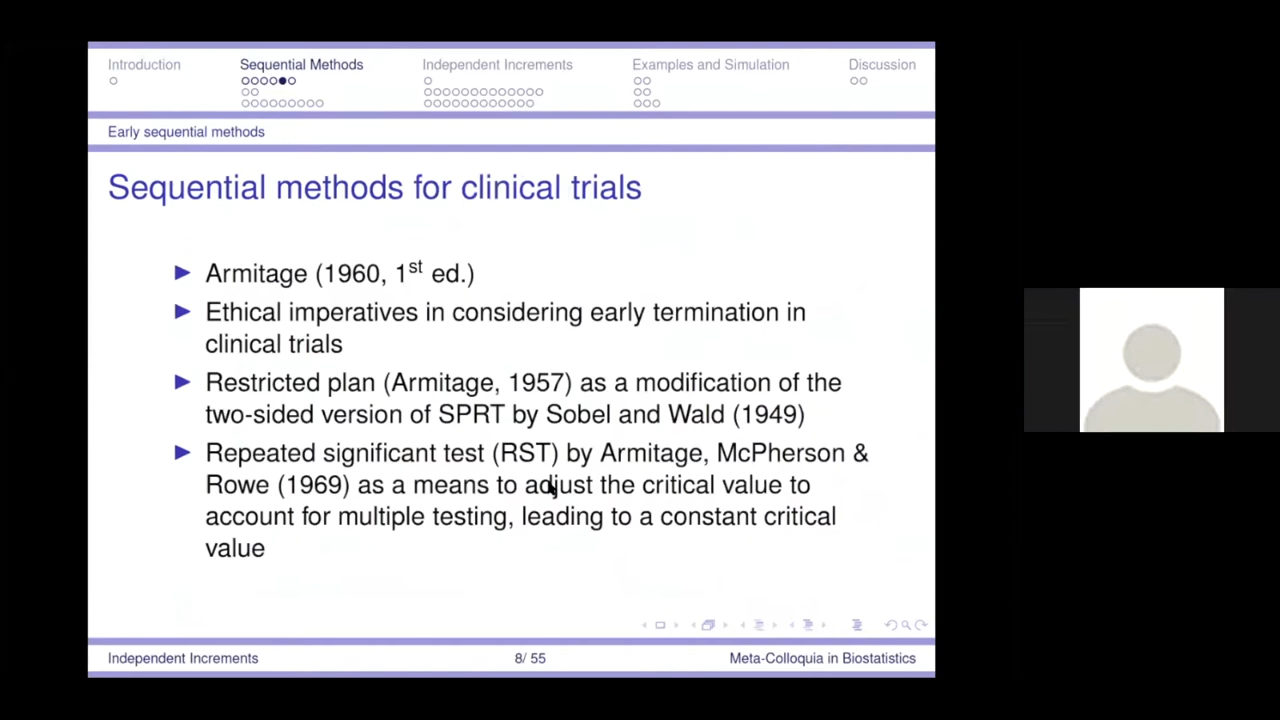 Introduction Sequential Methods Independent Increments Examples and Simulation Discussion
Early sequential methods
Sequential methods for clinical trials
Armitage (1960, 1st ed.)
Ethical imperatives in considering early termination in
clinical trials
Restricted plan (Armitage, 1957) as a modification of the
two-sided version of SPRT by Sobel and Wald (1949)
Repeated significant test (RST) by Armitage, McPherson &
Rowe (1969) as a means to adjust the critical value to
account for multiple testing, leading to a constant critical
value
Independent Increments 8/ 55 Meta-Colloquia in Biostatistics